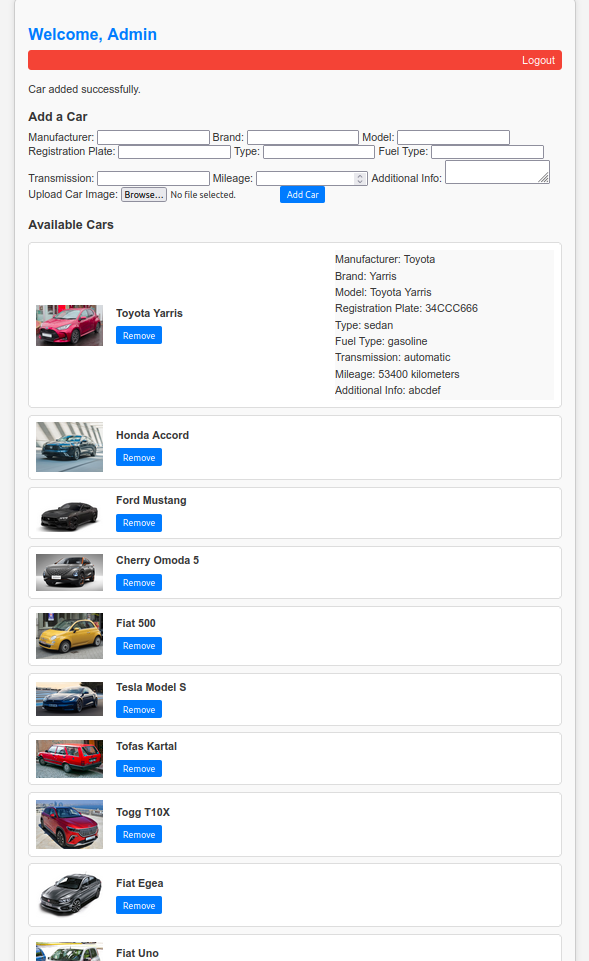 Welcome, Admin
Logout
Car added successfully.
Add a Car
Manufacturer: Brand: Model:
Registration Plate: Type: Fuel Type:
Transmission: Mileage: Additional Info:
Upload Car Image: Browse... No file selected. Add Car
Available Cars
Toyota Yarris
Remove
Manufacturer: Toyota
Brand: Yarris
Model: Toyota Yarris
Registration Plate: 34CCC666
Type: sedan
Fuel Type: gasoline
Transmission: automatic
Mileage: 53400 kilometers
Additional Info: abcdef
Honda Accord
Remove
Ford Mustang
Remove
Cherry Omoda 5
Remove
Fiat 500
Remove
Tesla Model S
Remove
Tofas Kartal
Remove
Togg T10X
Remove
Fiat Egea
Remove
Fiat Uno